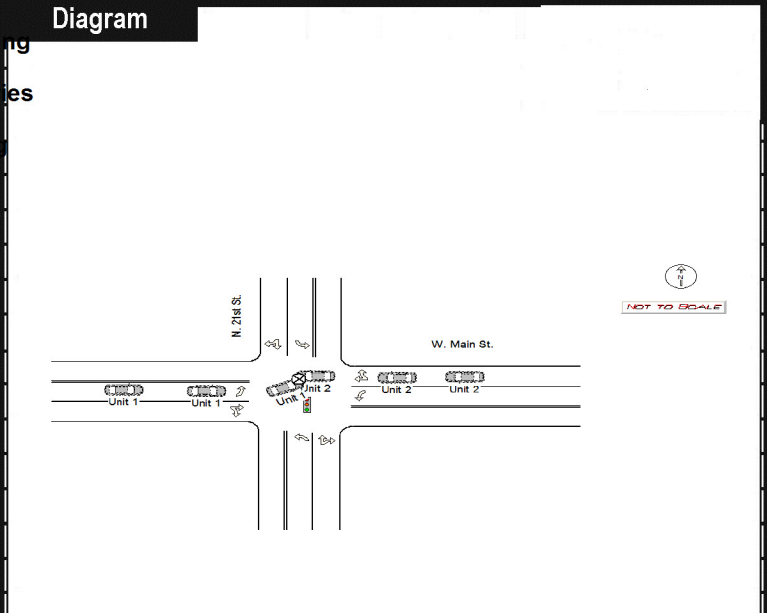 Diagram
ng
ies
g
N
NOT TO SCALE
N. 21st St.
W. Main St.
Unit 1
Unit 1
Unit 1
Unit 2
Unit 2
Unit 2